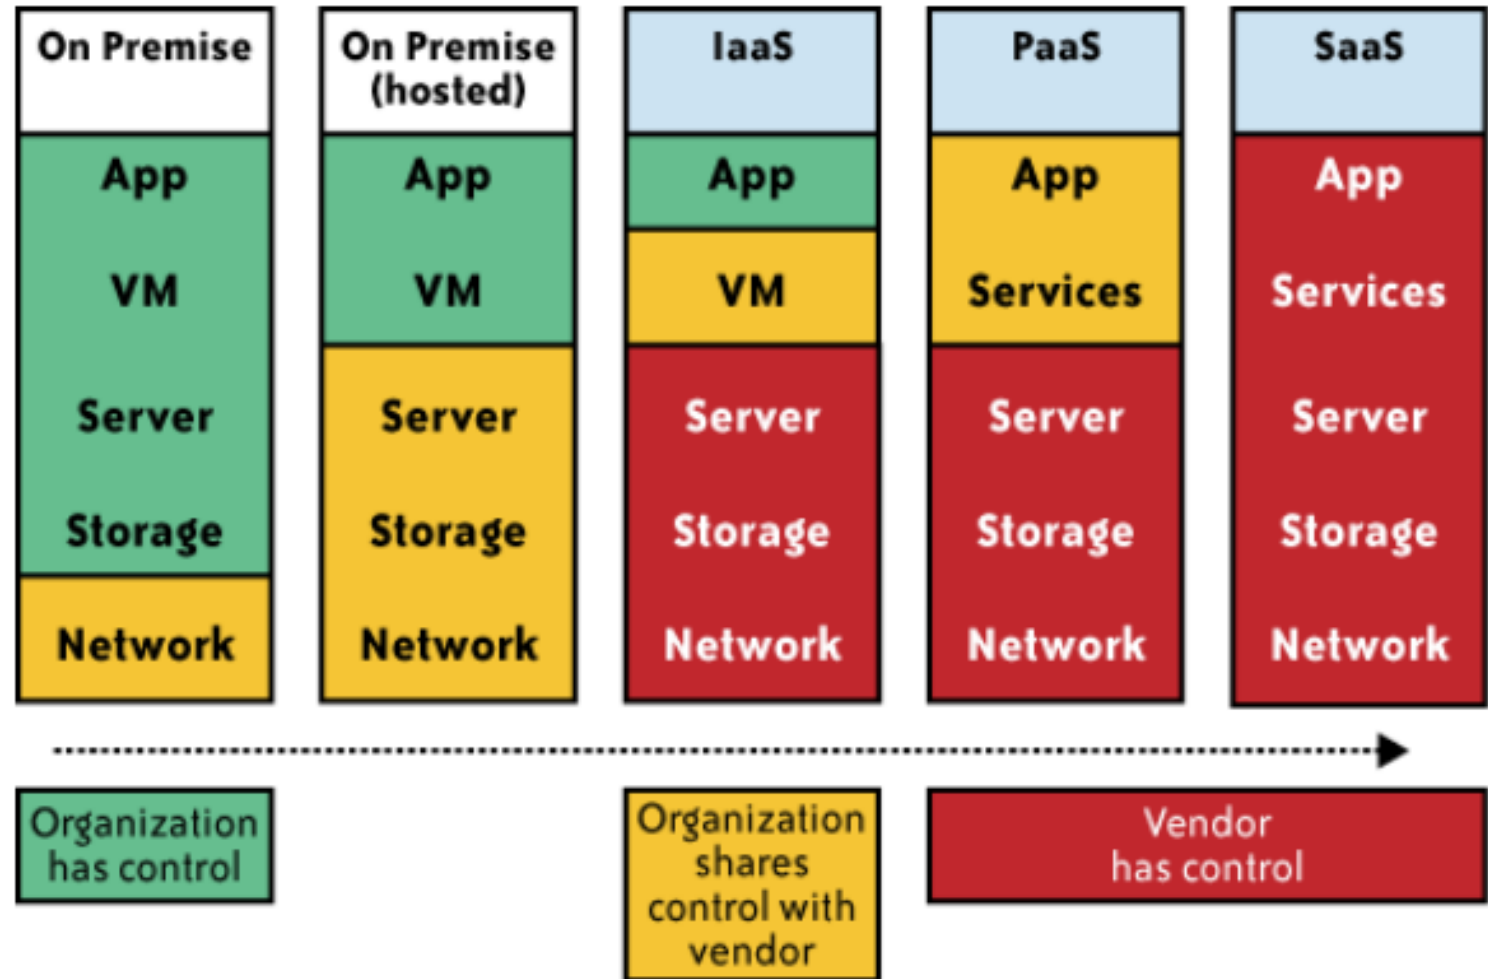 On Premise
App
VM
Server
Storage
Network
On Premise
(hosted)
App
VM
Server
Storage
Network
IaaS
App
VM
Server
Storage
Network
PaaS
App
Services
Server
Storage
Network
SaaS
App
Services
Server
Storage
Network
Organization
has control
Organization
shares
control with
vendor
Vendor
has control